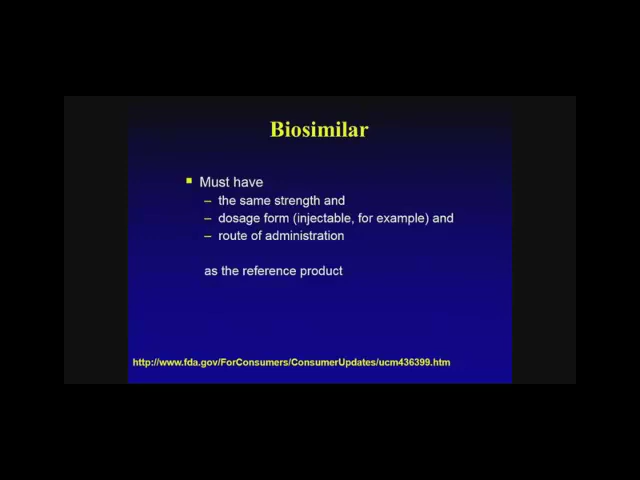 Biosimilar
▪ Must have
– the same strength and
– dosage form (injectable, for example) and
– route of administration
as the reference product
http://www.fda.gov/ForConsumers/ConsumerUpdates/ucm436399.htm